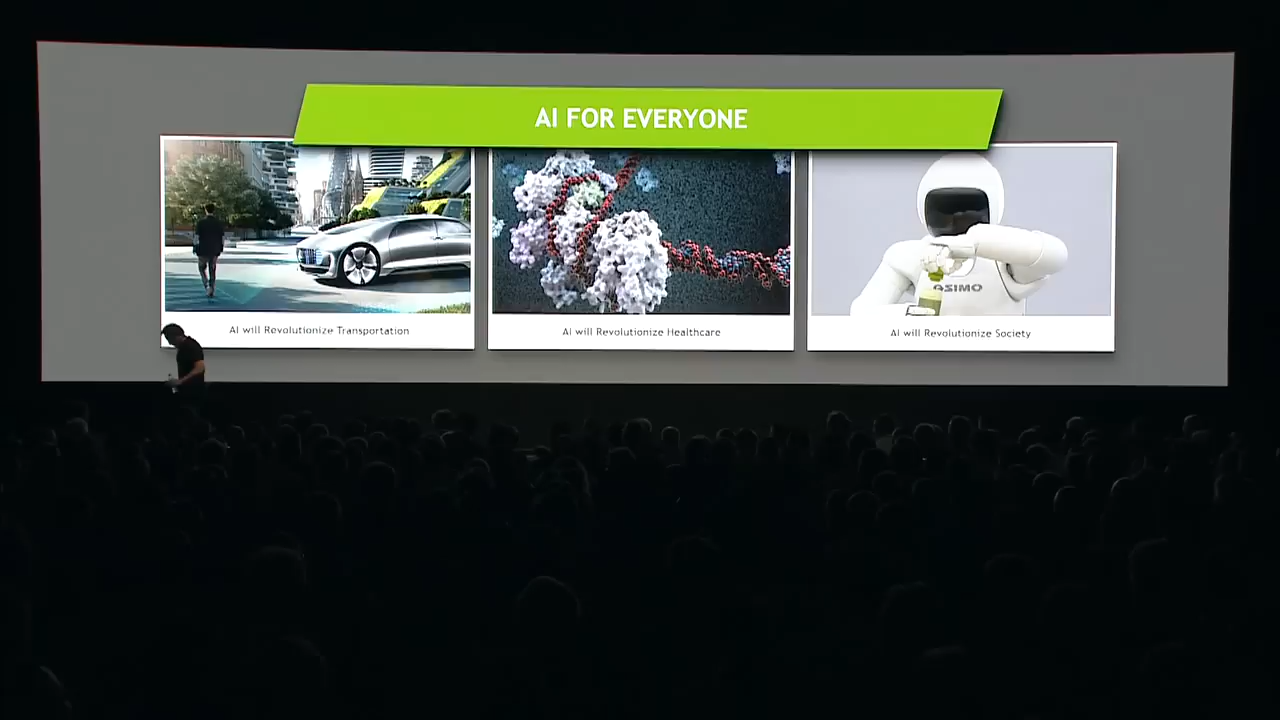 AI FOR EVERYONE
AI will Revolutionize Transportation
AI will Revolutionize Healthcare
ASIMO
AI will Revolutionize Society